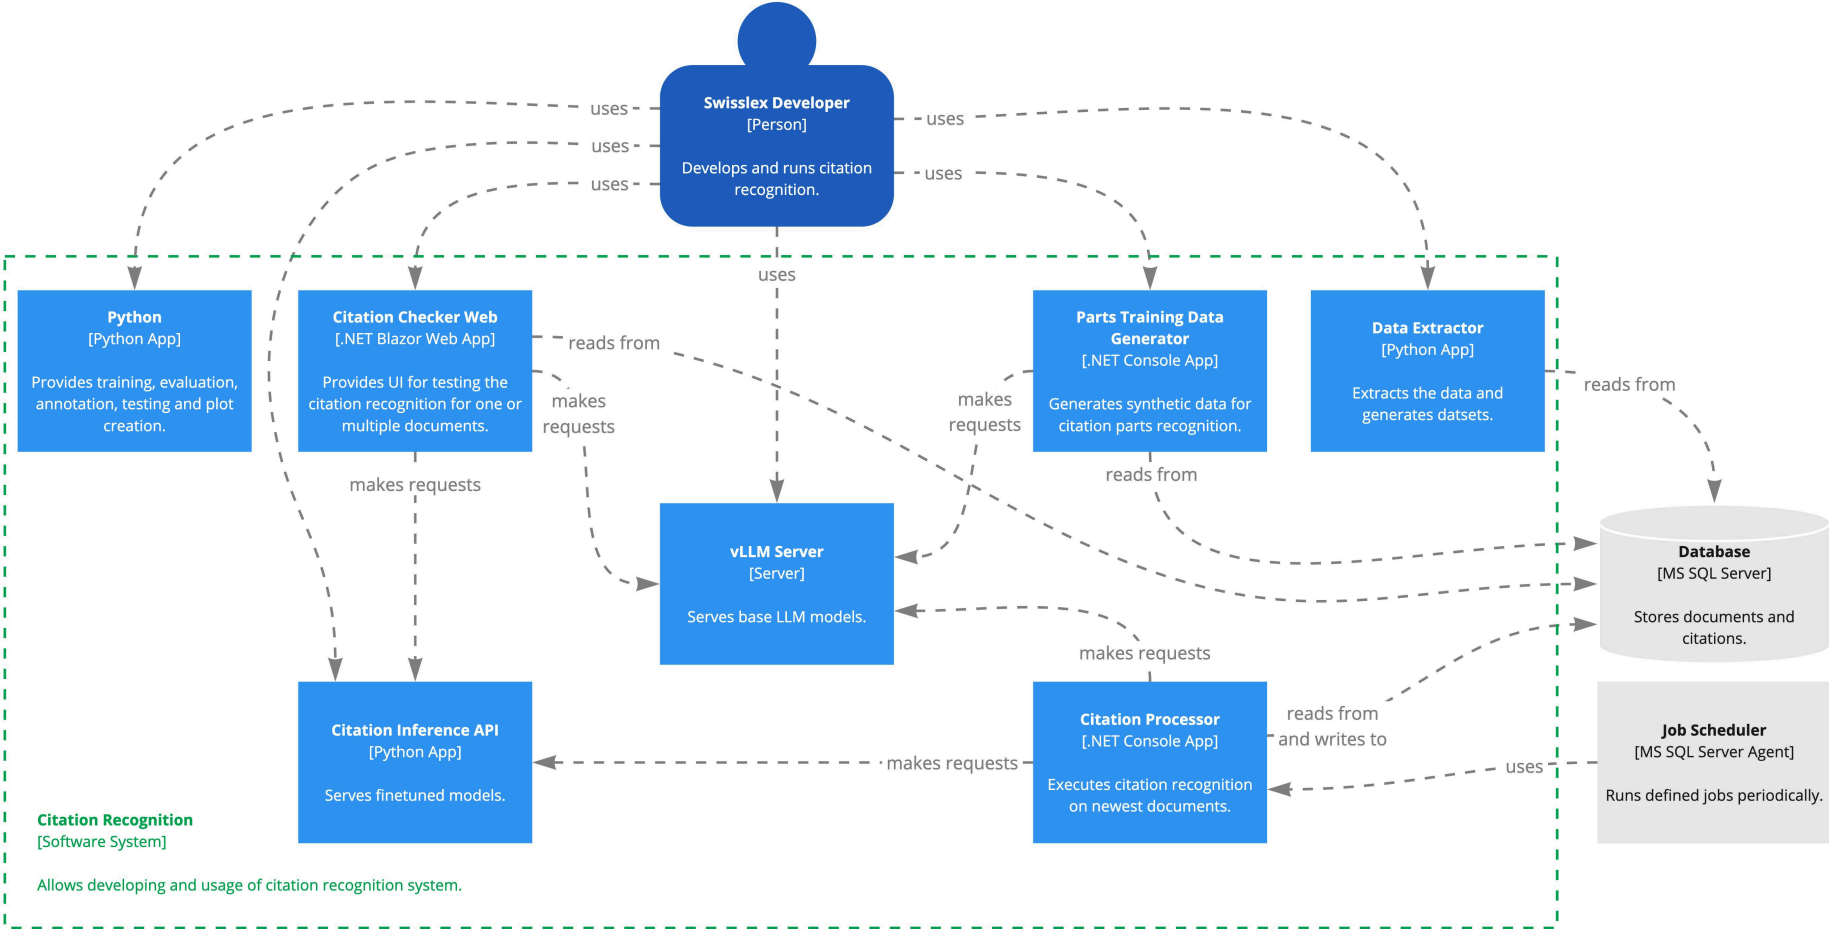 Swisslex Developer
[Person]
Develops and runs citation
recognition.
uses
uses
uses
uses
uses
uses
Python
[Python App]
Provides training, evaluation,
annotation, testing and plot
creation.
Citation Checker Web
[.NET Blazor Web App]
Provides UI for testing the
citation recognition for one or
multiple documents.
reads from
makes
requests
makes requests
Parts Training Data
Generator
[.NET Console App]
Generates synthetic data for
citation parts recognition.
makes
requests
reads from
Data Extractor
[Python App]
Extracts the data and
generates datsets.
reads from
vLLM Server
[Server]
Serves base LLM models.
Database
[MS SQL Server]
Stores documents and
citations.
Citation Inference API
[Python App]
Serves finetuned models.
makes requests
makes requests
Citation Processor
[.NET Console App]
Executes citation recognition
on newest documents.
reads from
and writes to
uses
Job Scheduler
[MS SQL Server Agent]
Runs defined jobs periodically.
Citation Recognition
[Software System]
Allows developing and usage of citation recognition system.